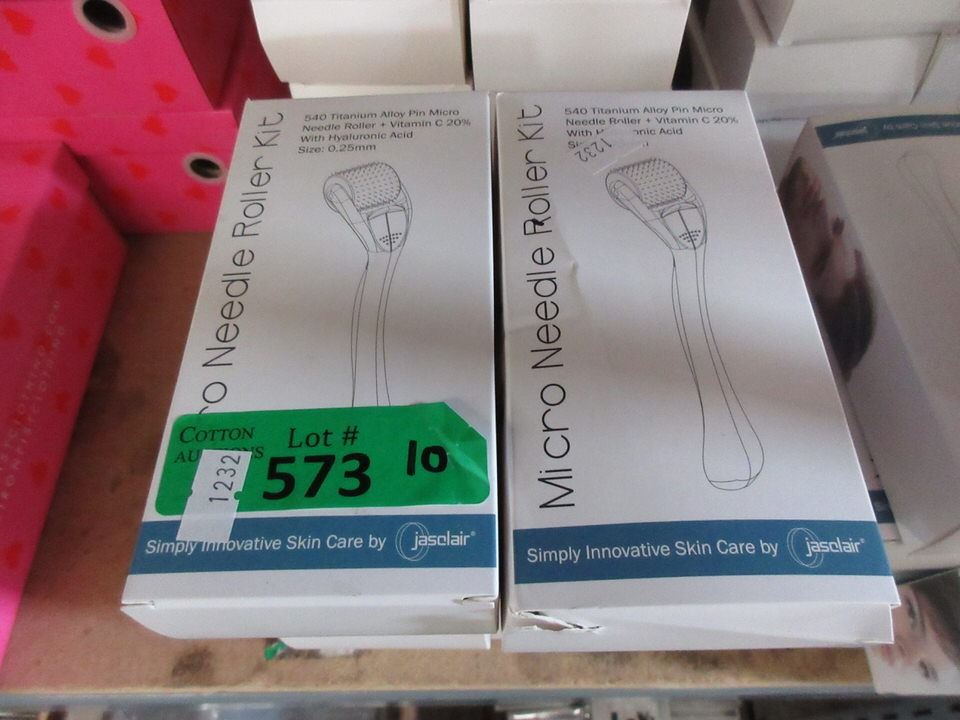 540 Titanium Alloy Pin Micro
Needle Roller + Vitamin C 20%
With Hyaluronic Acid
Size: 0.25mm
ro Needle Roller Kit
COTTON
Lot #
573
10
1232
Simply Innovative Skin Care by
jasclair®
540 Titanium Alloy Pin Micro
Needle Roller + Vitamin C 20%
With onic Acid
1232
Micro Needle Roller Kit
Simply Innovative Skin Care by
jasclair®